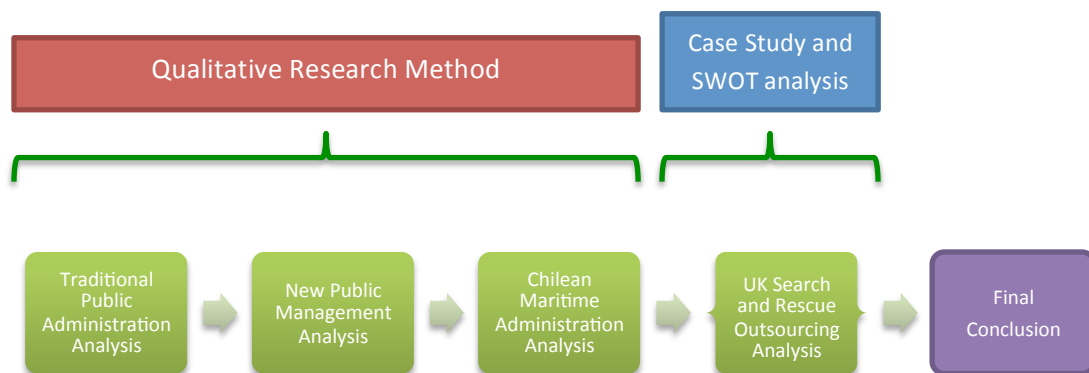 Qualitative Research Method
Case Study and
SWOT analysis
Traditional
Public
Administration
Analysis
New Public
Management
Analysis
Chilean
Maritime
Administration
Analysis
UK Search
and Rescue
Outsourcing
Analysis
Final
Conclusion